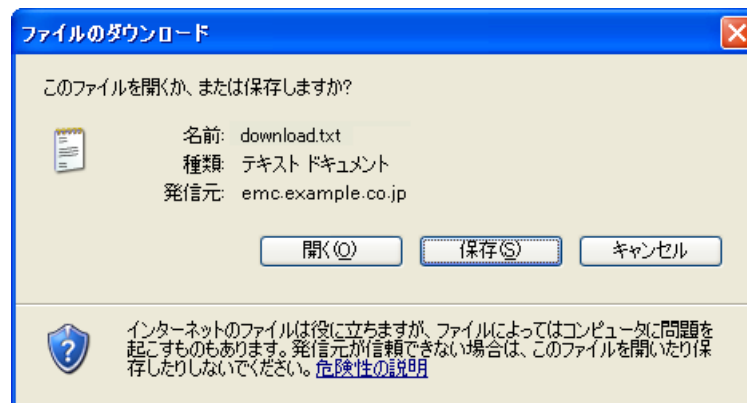 ファイルのダウンロード
このファイルを開くか、または保存しますか?
名前: download.txt
種類: テキスト ドキュメント
発信元: emc.example.co.jp
開く(O) 保存(S) キャンセル
インターネットのファイルは役に立ちますが、ファイルによってはコンピュータに問題を
起こすものもあります。発信元が信頼できない場合は、このファイルを開いたり保
存したりしないでください。危険性の説明